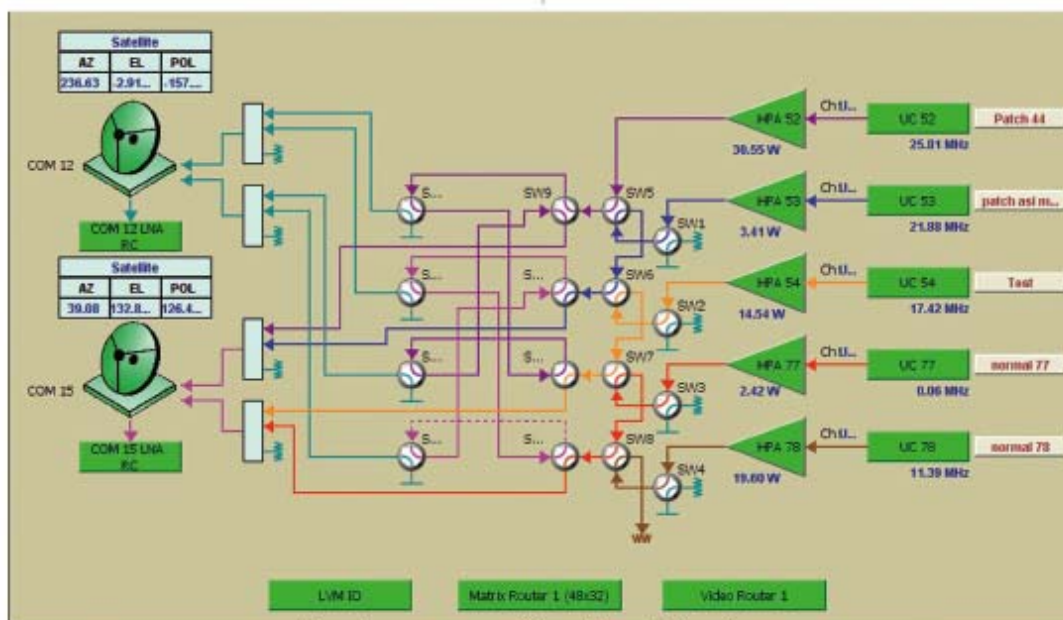 Satellite
AZ EL POL
236.63 -2.91... -157....
COM 12
COM 12 LNA
RC
Satellite
AZ EL POL
39.08 132.8... 126.4...
COM 15
COM 15 LNA
RC
S... SW9 SW5
SW1
S... S... SW6
SW2
S... S... SW7
SW3
S... S... SW8
SW4
HPA 52 Ch U... UC 52 Patch 44
30.55 W 25.01 MHz
HPA 53 Ch U... UC 53 patch asi m...
3.41 W 21.88 MHz
HPA 54 Ch U... UC 54 Test
14.54 W 17.42 MHz
HPA 77 Ch U... UC 77 normal 77
2.42 W 0.06 MHz
HPA 78 Ch U... UC 78 normal 78
19.60 W 11.39 MHz
LVM IO Matrix Router 1 (48x32) Video Router 1